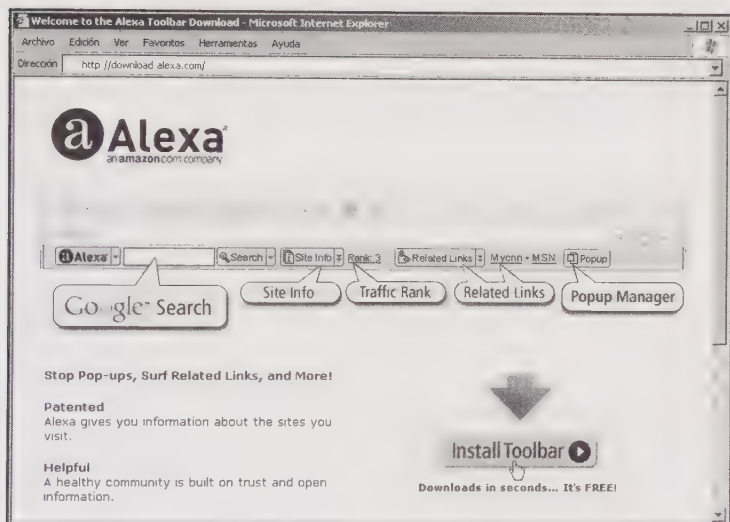 Welcome to the Alexa Toolbar Download - Microsoft Internet Explorer
Archivo Edición Ver Favoritos Herramientas Ayuda
Dirección http //download alexa.com/
a Alexa
an amazon.com company
Alexa Search Site Info Rank: 3 Related Links Mycnn • MSN Popup
Google Search Site Info Traffic Rank Related Links Popup Manager
Stop Pop-ups, Surf Related Links, and More!
Patented
Alexa gives you information about the sites you
visit.
Install Toolbar
Helpful
A healthy community is built on trust and open
information.
Downloads in seconds... It's FREE!